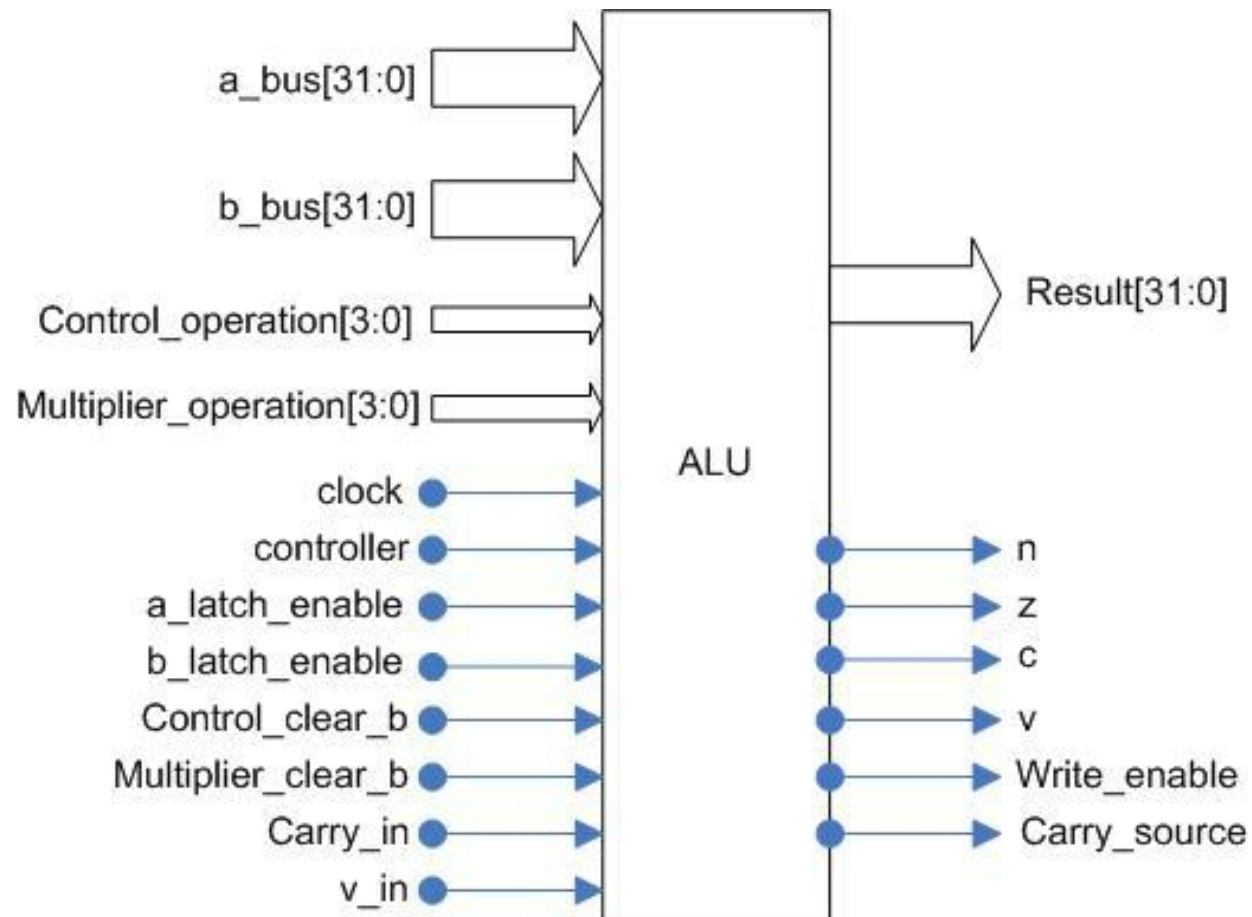 a_bus[31:0]
b_bus[31:0]
Control_operation[3:0]
Multiplier_operation[3:0]
clock
controller
a_latch_enable
b_latch_enable
Control_clear_b
Multiplier_clear_b
Carry_in
v_in
ALU
Result[31:0]
n
z
c
v
Write_enable
Carry_source